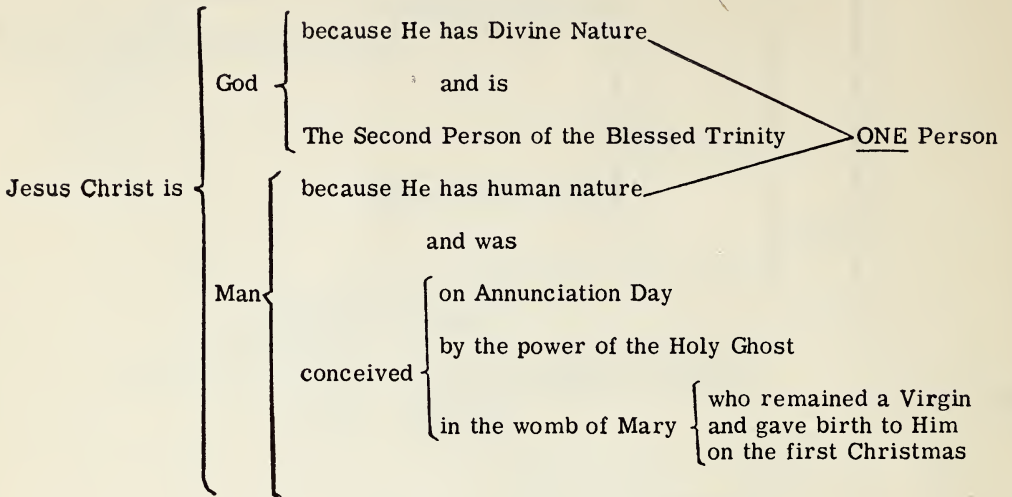 because He has Divine Nature
God
and is
The Second Person of the Blessed Trinity
ONE Person
Jesus Christ is
because He has human nature
and was
Man
on Annunciation Day
by the power of the Holy Ghost
conceived
in the womb of Mary
who remained a Virgin
and gave birth to Him
on the first Christmas